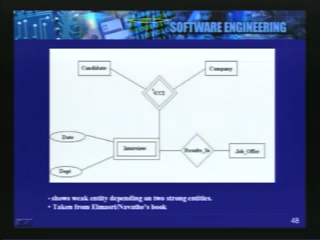 SOFTWARE ENGINEERING
Candidate
Company
CCI
Date
Interview
Results_In
Job_Offer
Dept
- shows weak entity depending on two strong entities.
• Taken from Elmasri/Navathe's book
48